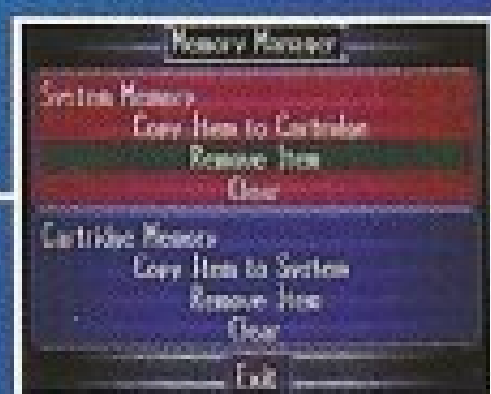 Memory Manager
System Memory
Copy Item to Cartridge
Remove Item
Clear
Cartridge Memory
Copy Item to System
Remove Item
Clear
Exit